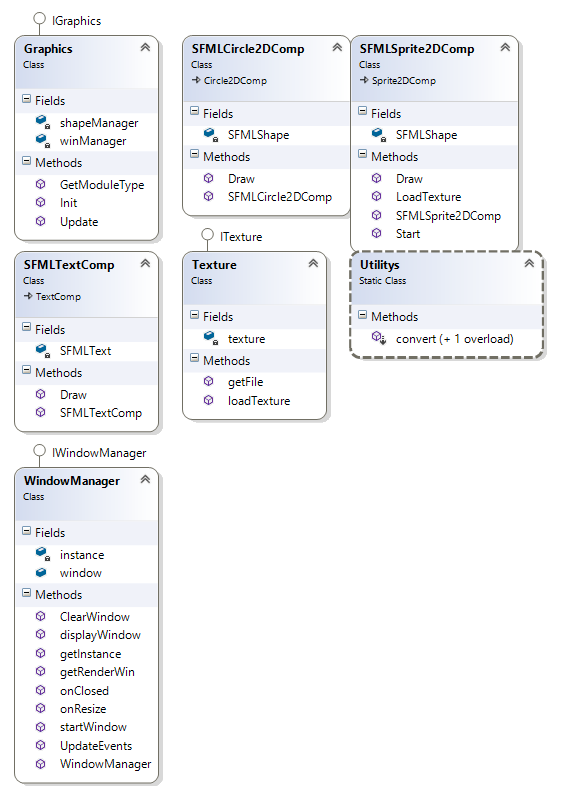 IGraphics
Graphics
Class
Fields
shapeManager
winManager
Methods
GetModuleType
Init
Update
SFMLCircle2DComp
Class
Circle2DComp
Fields
SFMLShape
Methods
Draw
SFMLCircle2DComp
SFMLSprite2DComp
Class
Sprite2DComp
Fields
SFMLShape
Methods
Draw
LoadTexture
SFMLSprite2DComp
Start
SFMLTextComp
Class
TextComp
Fields
SFMLText
Methods
Draw
SFMLTextComp
ITexture
Texture
Class
Fields
texture
Methods
getFile
loadTexture
Utilitys
Static Class
Methods
convert (+ 1 overload)
IWindowManager
WindowManager
Class
Fields
instance
window
Methods
ClearWindow
displayWindow
getInstance
getRenderWin
onClosed
onResize
startWindow
UpdateEvents
WindowManager